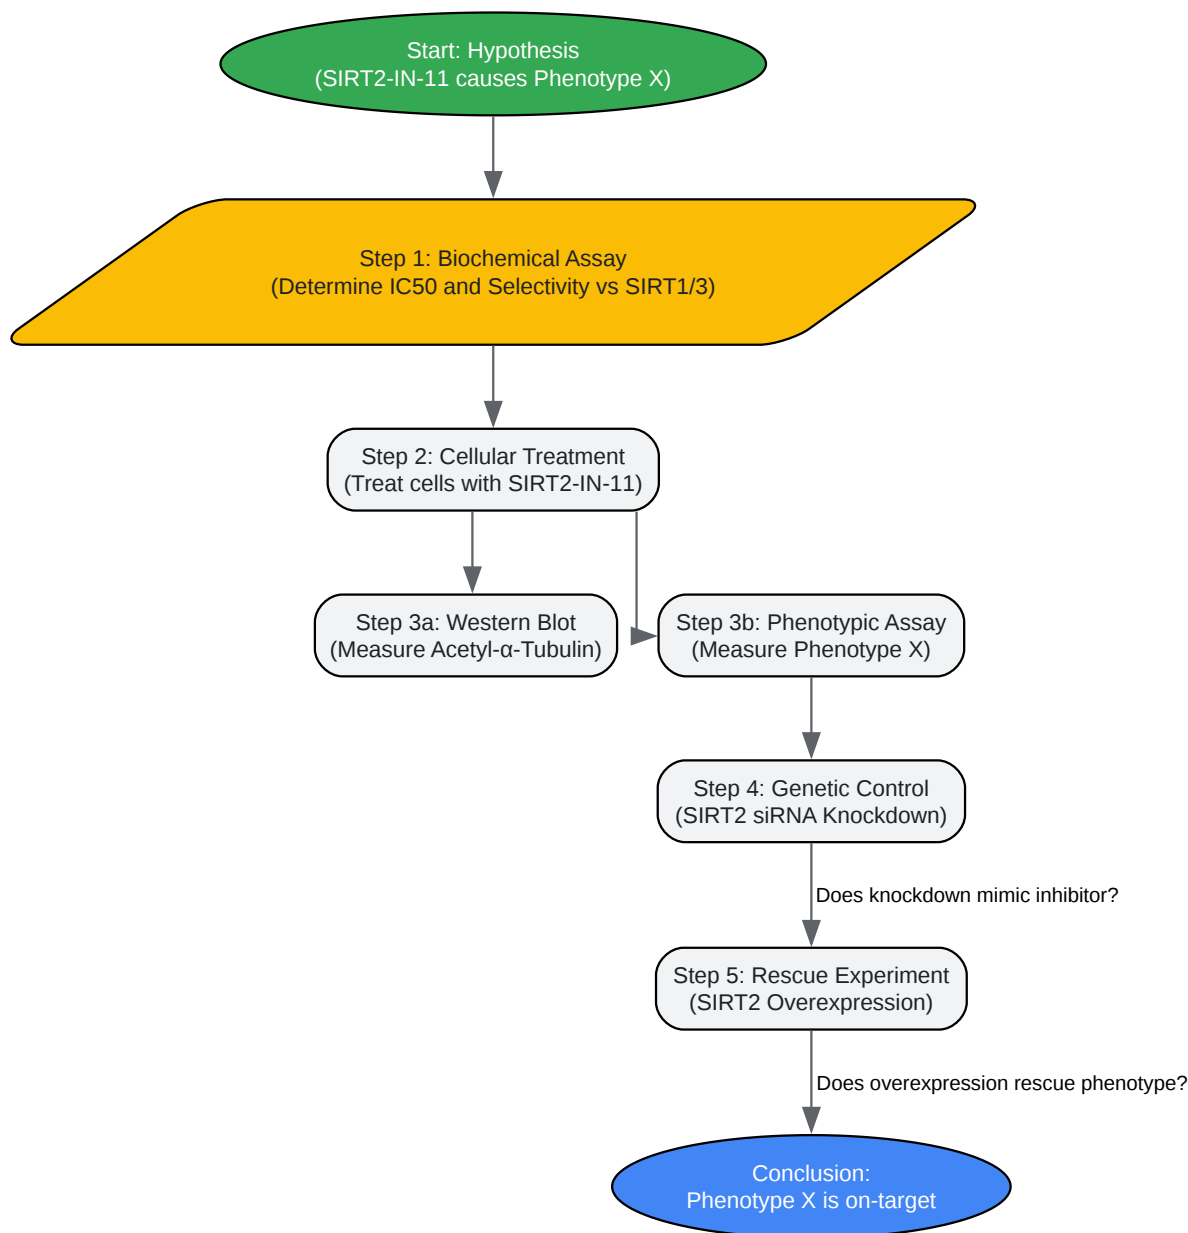 Start: Hypothesis
(SIRT2-IN-11 causes Phenotype X)
Step 1: Biochemical Assay
(Determine IC50 and Selectivity vs SIRT1/3)
Step 2: Cellular Treatment
(Treat cells with SIRT2-IN-11)
Step 3a: Western Blot
(Measure Acetyl-α-Tubulin)
Step 3b: Phenotypic Assay
(Measure Phenotype X)
Step 4: Genetic Control
(SIRT2 siRNA Knockdown)
Does knockdown mimic inhibitor?
Step 5: Rescue Experiment
(SIRT2 Overexpression)
Does overexpression rescue phenotype?
Conclusion:
Phenotype X is on-target